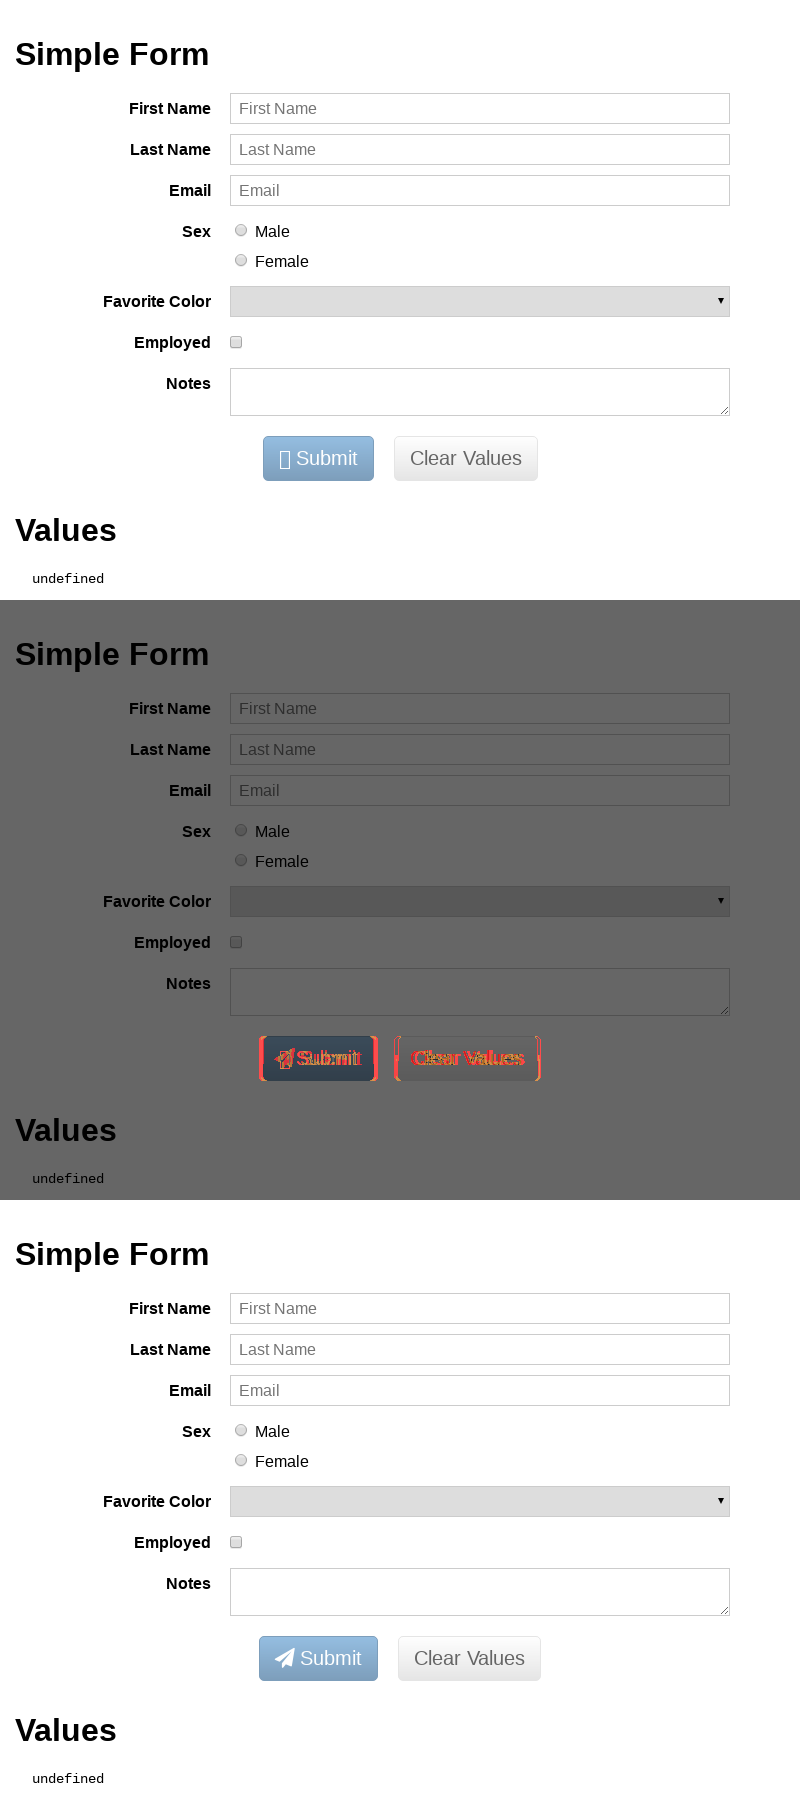 Simple Form
First Name First Name
Last Name Last Name
Email Email
Sex Male
Female
Favorite Color
Employed
Notes
Submit Clear Values
Values
undefined
Simple Form
First Name First Name
Last Name Last Name
Email Email
Sex Male
Female
Favorite Color
Employed
Notes
Submit Clear Values
Values
undefined
Simple Form
First Name First Name
Last Name Last Name
Email Email
Sex Male
Female
Favorite Color
Employed
Notes
Submit Clear Values
Values
undefined